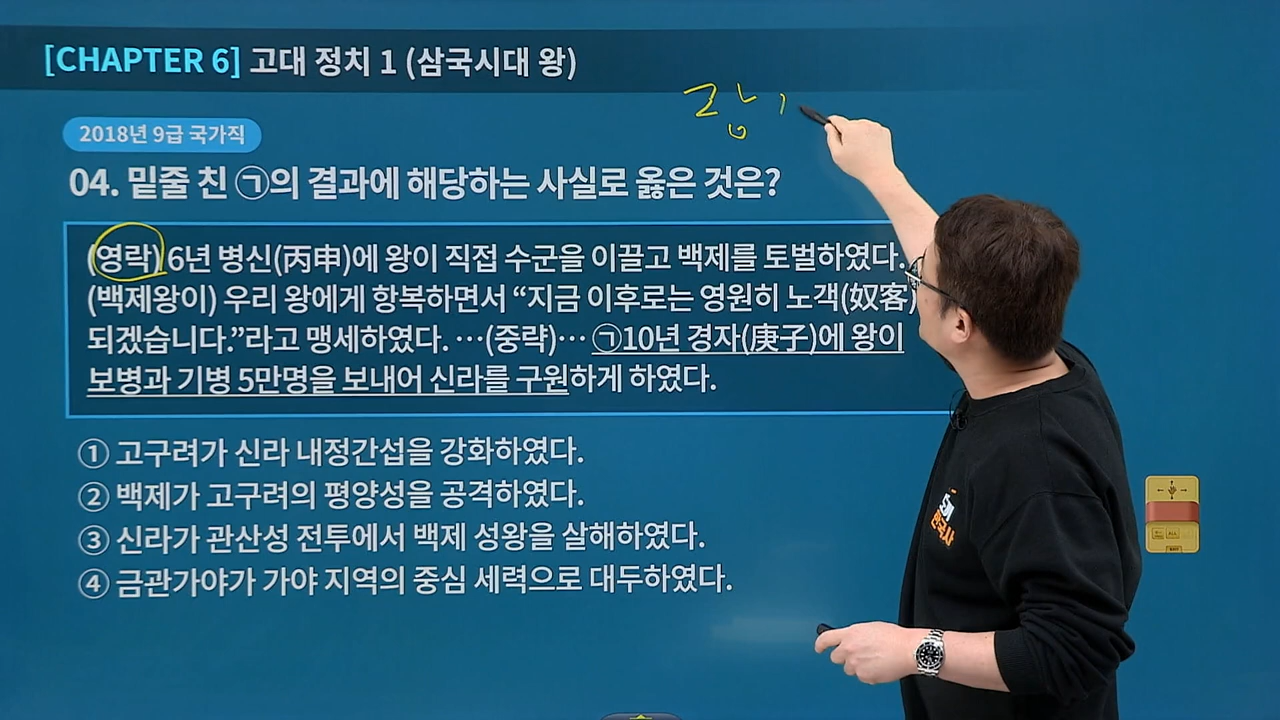 [CHAPTER 6] 고대 정치 1 (삼국시대 왕)
2018년 9급 국가직
04. 밑줄 친 ㉠의 결과에 해당하는 사실로 옳은 것은?
(영락) 6년 병신(丙申)에 왕이 직접 수군을 이끌고 백제를 토벌하였다.
(백제왕이) 우리 왕에게 항복하면서 “지금 이후로는 영원히 노객(奴客)
되겠습니다.”라고 맹세하였다. …(중략)… ㉠10년 경자(庚子)에 왕이
보병과 기병 5만명을 보내어 신라를 구원하게 하였다.
① 고구려가 신라 내정간섭을 강화하였다.
② 백제가 고구려의 평양성을 공격하였다.
③ 신라가 관산성 전투에서 백제 성왕을 살해하였다.
④ 금관가야가 가야 지역의 중심 세력으로 대두하였다.
한국사